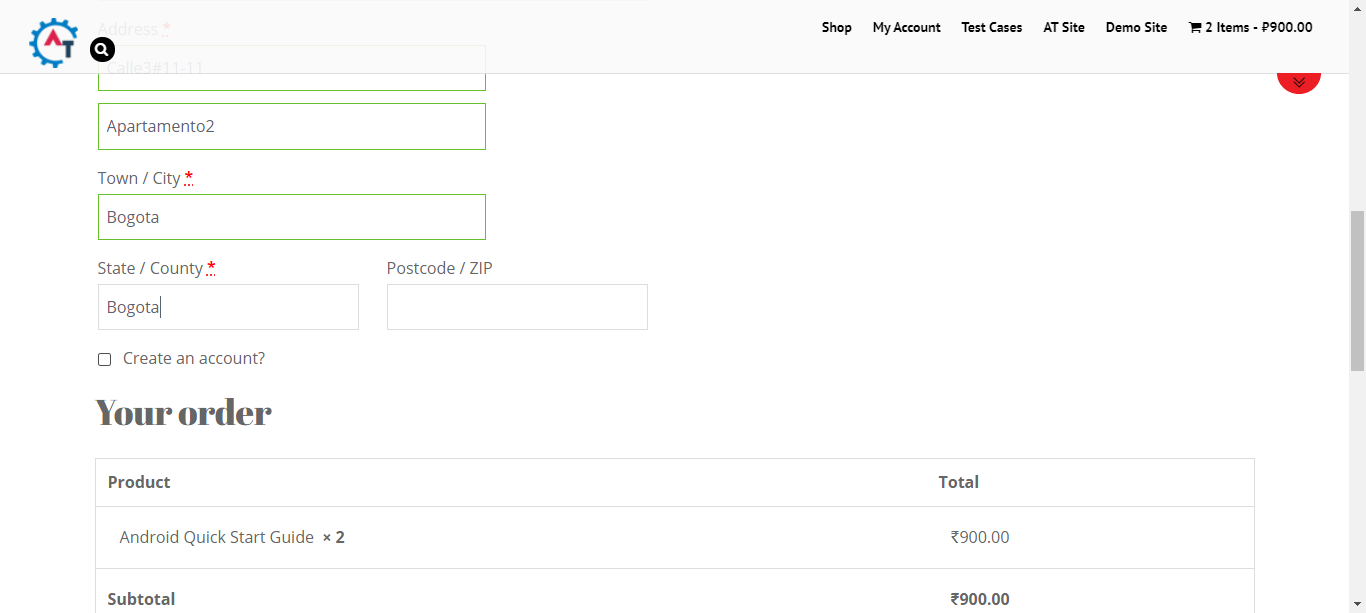 Address *
Shop My Account Test Cases AT Site Demo Site 2 Items - ₹900.00
AT
Calle3#11-11
Apartamento2
Town / City *
Bogota
State / County * Postcode / ZIP
Bogota
Create an account?
Your order
Product Total
Android Quick Start Guide × 2 ₹900.00
Subtotal ₹900.00